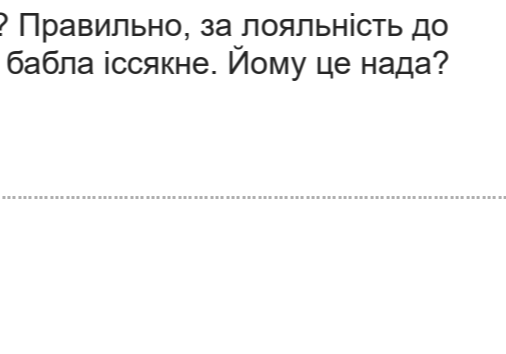 ? Правильно, за лояльність до
бабла іссякне. Йому це нада?